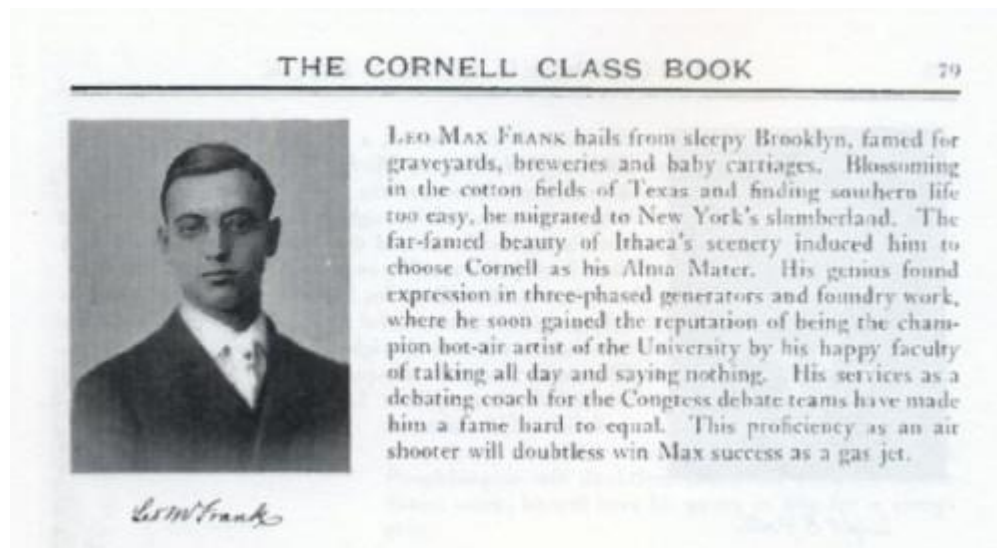 THE CORNELL CLASS BOOK 79
LEO MAX FRANK hails from sleepy Brooklyn, famed for
graveyards, breweries and baby carriages. Blossoming
in the cotton fields of Texas and finding southern life
too easy, he migrated to New York's slumberland. The
far-famed beauty of Ithaca's scenery induced him to
choose Cornell as his Alma Mater. His genius found
expression in three-phased generators and foundry work,
where he soon gained the reputation of being the cham-
pion hot-air artist of the University by his happy faculty
of talking all day and saying nothing. His services as a
debating coach for the Congress debate teams have made
him a fame hard to equal. This proficiency as an air
shooter will doubtless win Max success as a gas jet.
Leo M Frank